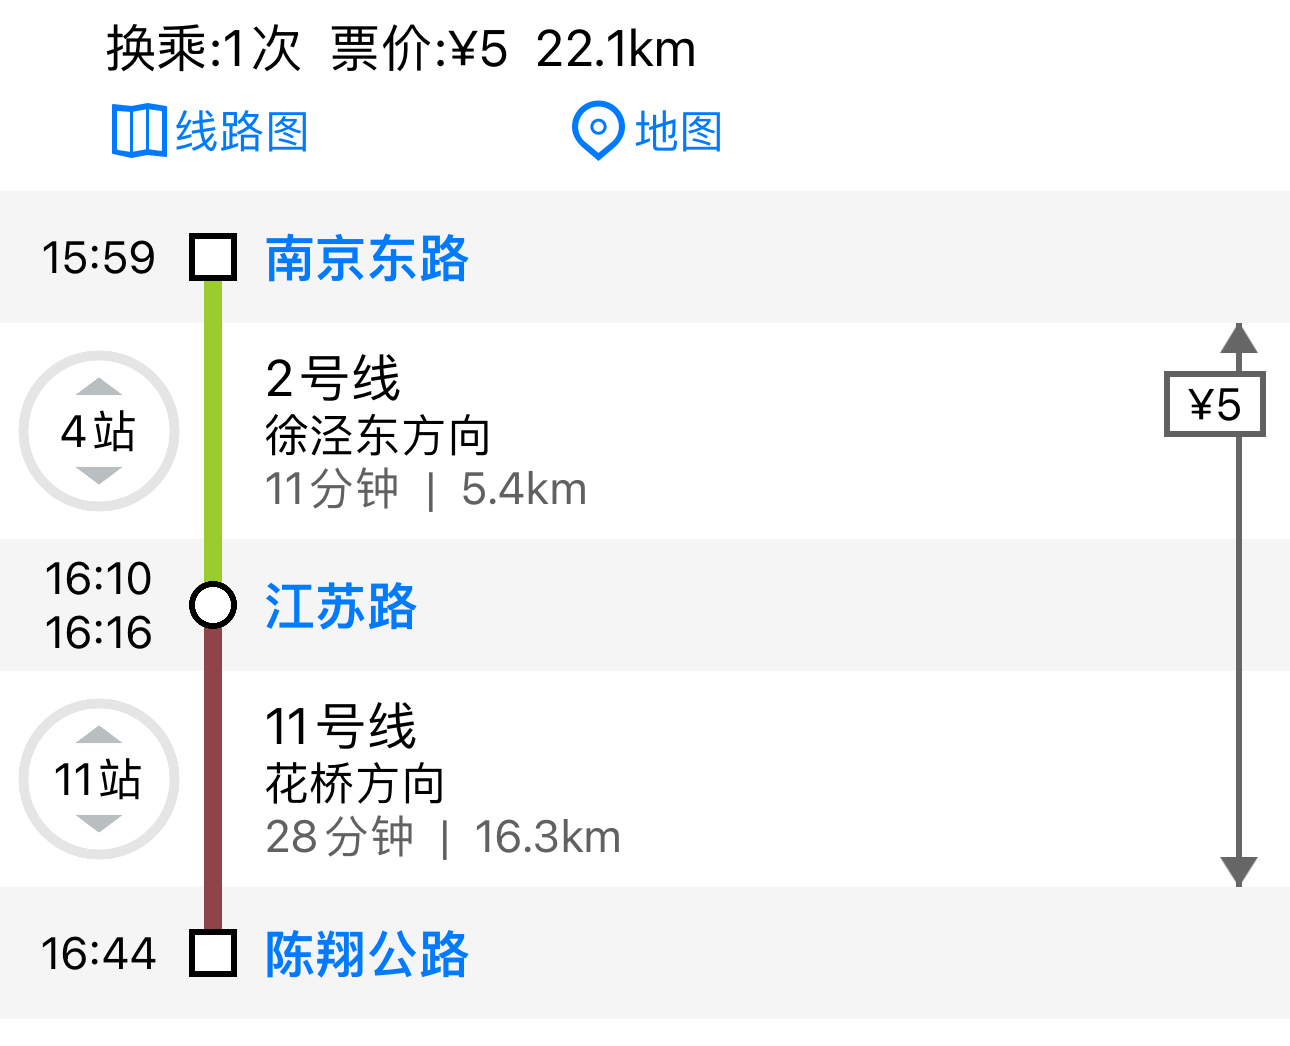 换乘:1次 票价:¥5 22.1km
线路图 地图
15:59 南京东路
2号线
徐泾东方向
4站
11分钟 | 5.4km
¥5
16:10
16:16
江苏路
11号线
花桥方向
11站
28分钟 | 16.3km
16:44 陈翔公路